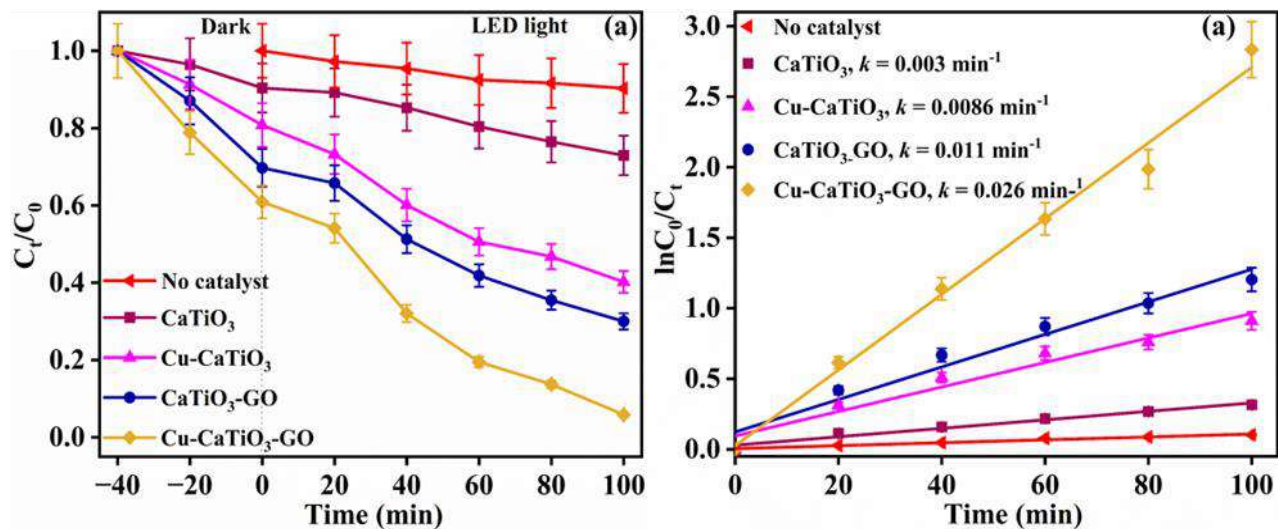 Dark
LED light
(a)
1.0
0.8
0.6
0.4
0.2
0.0
Cₜ/C₀
No catalyst
CaTiO₃
Cu-CaTiO₃
CaTiO₃-GO
Cu-CaTiO₃-GO
−40
−20
0
20
40
60
80
100
Time (min)
(a)
3.0
2.5
2.0
1.5
1.0
0.5
0.0
lnC₀/Cₜ
No catalyst
CaTiO₃, k = 0.003 min⁻¹
Cu-CaTiO₃, k = 0.0086 min⁻¹
CaTiO₃-GO, k = 0.011 min⁻¹
Cu-CaTiO₃-GO, k = 0.026 min-¹
0
20
40
60
80
100
Time (min)